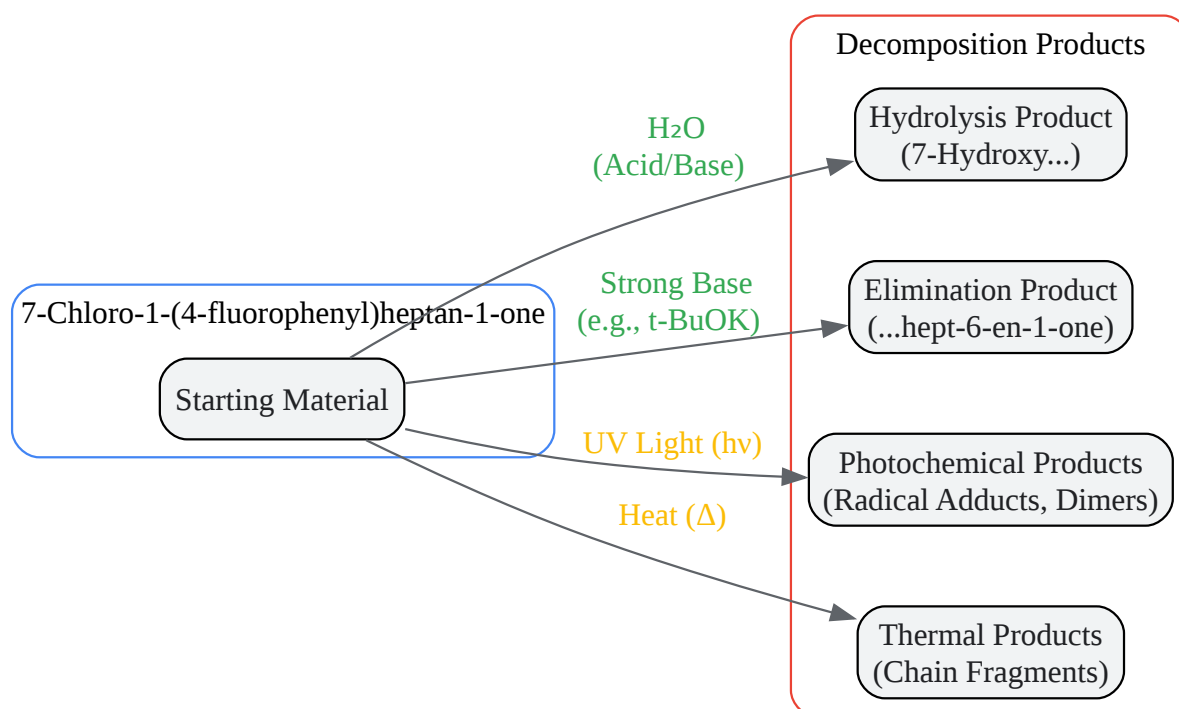 Decomposition Products
Hydrolysis Product
(7-Hydroxy...)
H₂O
(Acid/Base)
Strong Base
(e.g., t-BuOK)
Elimination Product
(...hept-6-en-1-one)
7-Chloro-1-(4-fluorophenyl)heptan-1-one
Starting Material
UV Light (hν)
Photochemical Products
(Radical Adducts, Dimers)
Heat (Δ)
Thermal Products
(Chain Fragments)